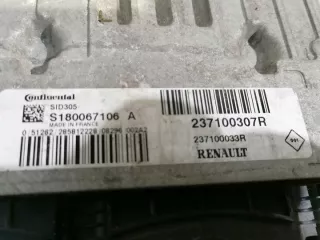 Continental
SID305
S180067106 A
MADE IN FRANCE
237100307R
237100033R
RENAULT